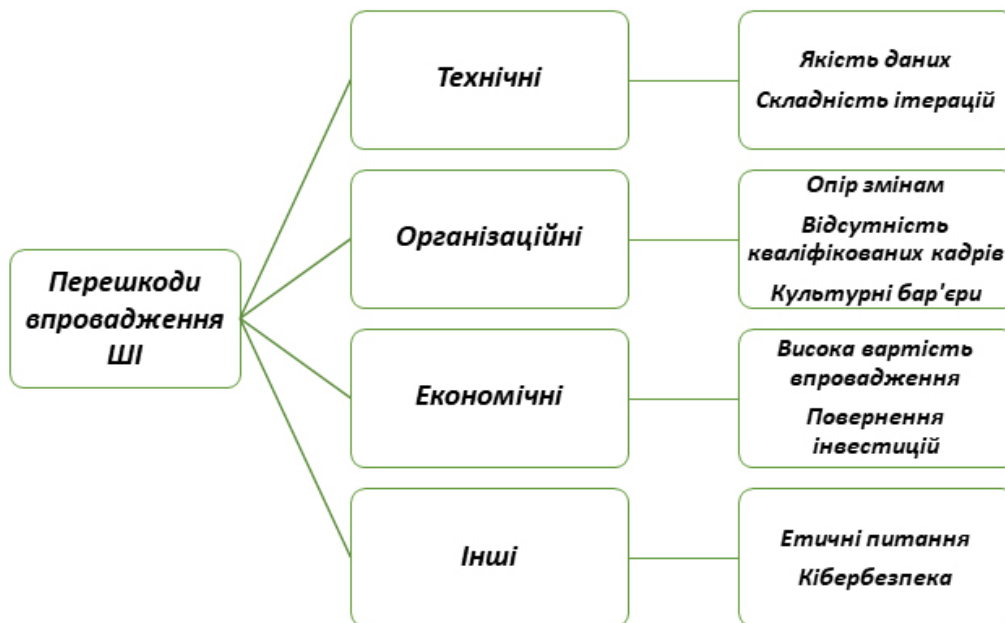 Перешкоди
впровадження
ШІ
Технічні
Якість даних
Складність ітерацій
Організаційні
Опір змінам
Відсутність
кваліфікованих кадрів
Культурні бар'єри
Економічні
Висока вартість
впровадження
Повернення
інвестицій
Інші
Етичні питання
Кібербезпека